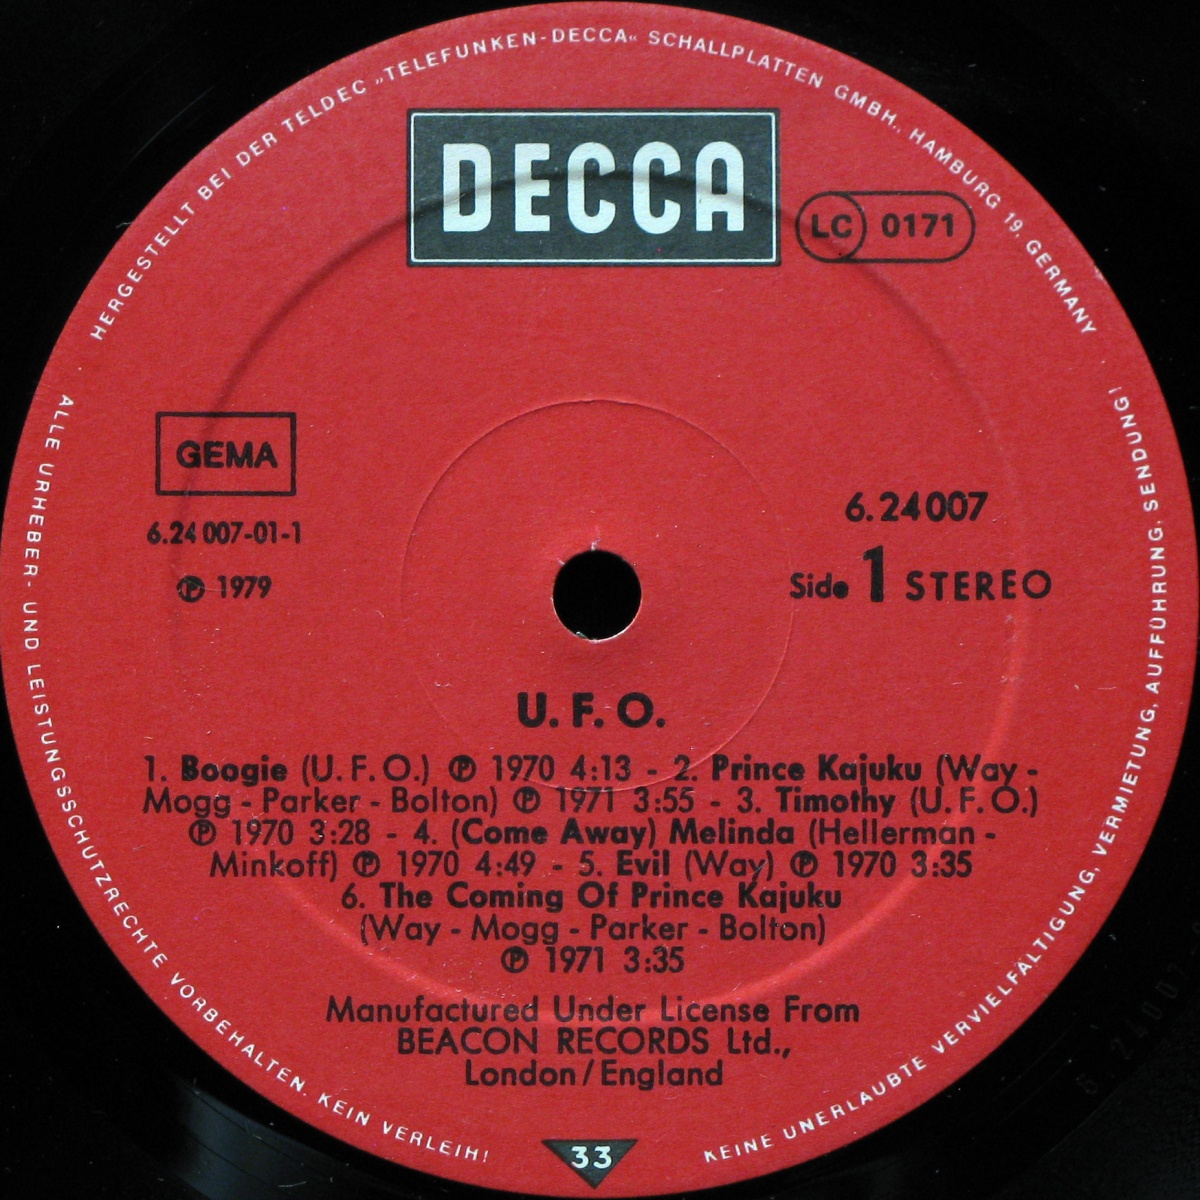 HERGESTELLT BEI DER TELDEC „TELEFUNKEN-DECCA“ SCHALLPLATTEN GMBH., HAMBURG 19, GERMANY
DECCA
LC 0171
GEMA
6.24 007-01-1
℗ 1979
6.24007
Side 1 STEREO
U.F.O.
1. Boogie (U.F.O.) ℗ 1970 4:13 - 2. Prince Kajuku (Way -
Mogg - Parker - Bolton) ℗ 1971 3:55 - 3. Timothy (U.F.O.)
℗ 1970 3:28 - 4. (Come Away) Melinda (Hellerman -
Minkoff) ℗ 1970 4:49 - 5. Evil (Way) ℗ 1970 3:35
6. The Coming Of Prince Kajuku
(Way - Mogg - Parker - Bolton)
℗ 1971 3:35
Manufactured Under License From
BEACON RECORDS Ltd.,
London/England
33
ALLE URHEBER- UND LEISTUNGSSCHUTZRECHTE VORBEHALTEN. KEIN VERLEIH!
KEINE UNERLAUBTE VERVIELFÄLTIGUNG, VERMIETUNG, AUFFÜHRUNG, SENDUNG!